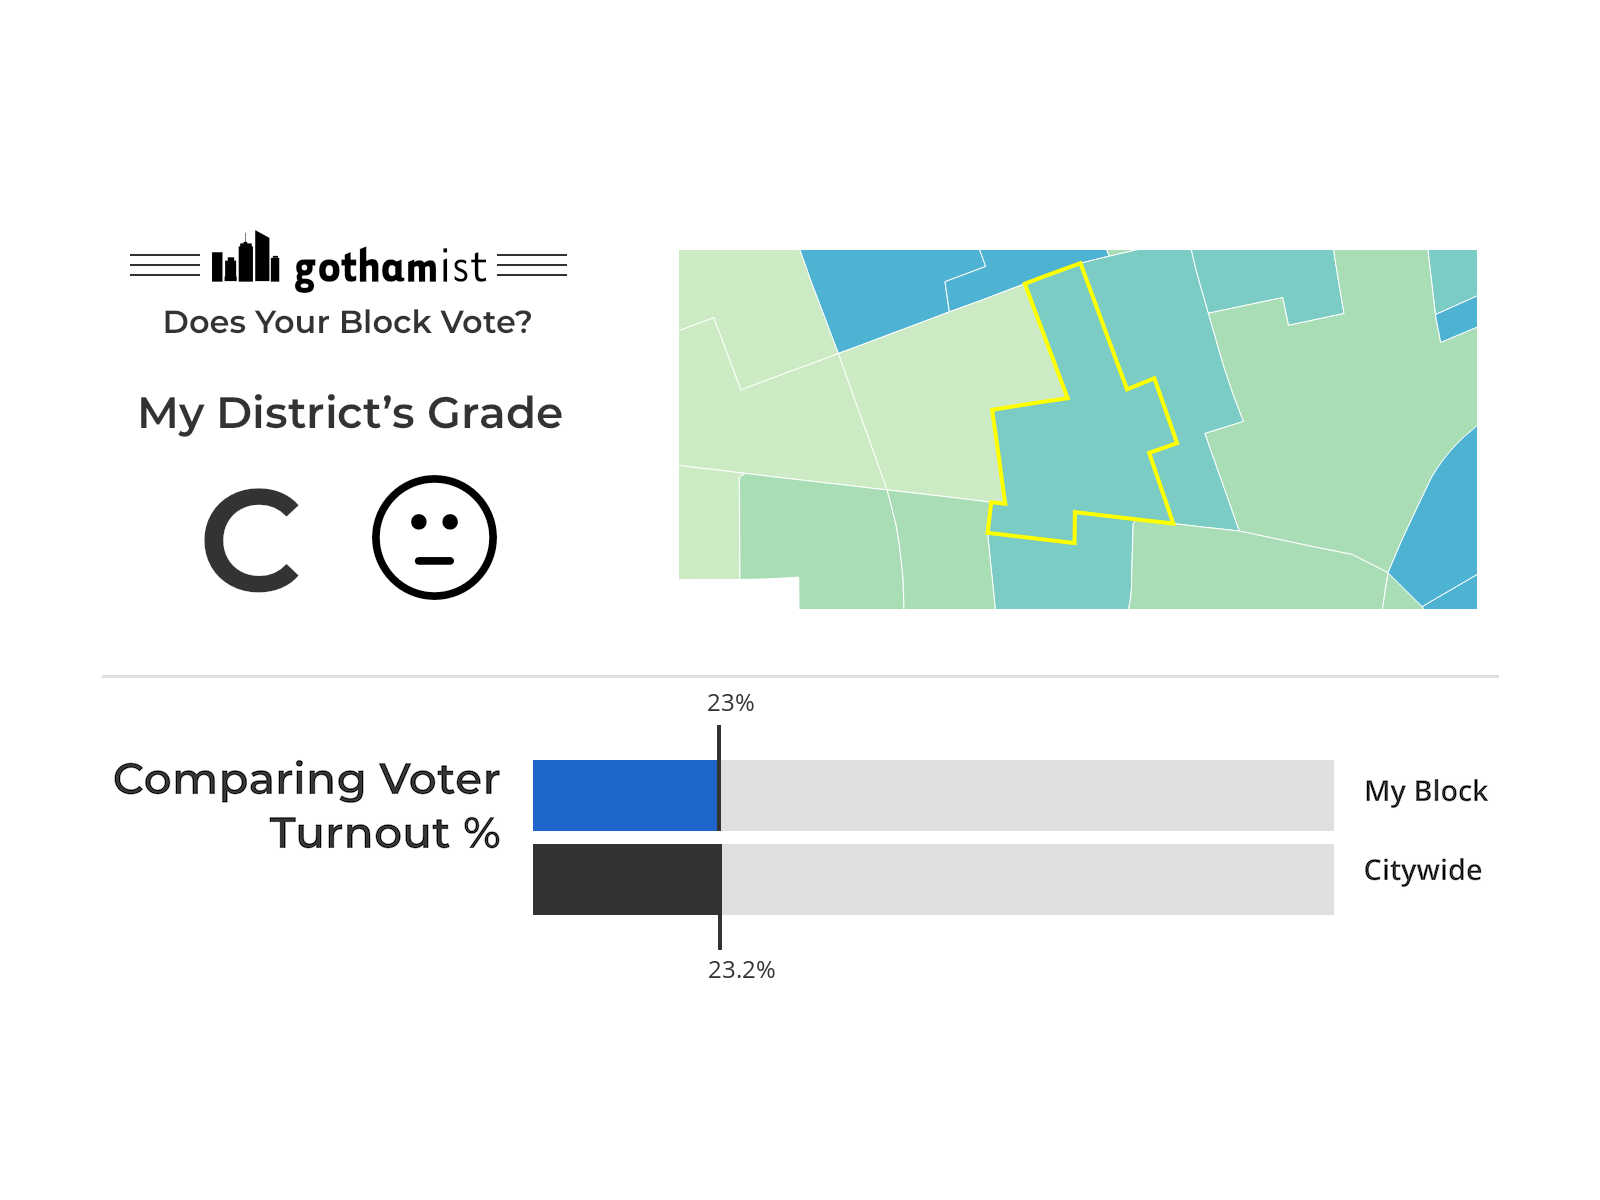 gothamist
Does Your Block Vote?
My District’s Grade
C
23%
Comparing Voter
Turnout %
My Block
Citywide
23.2%